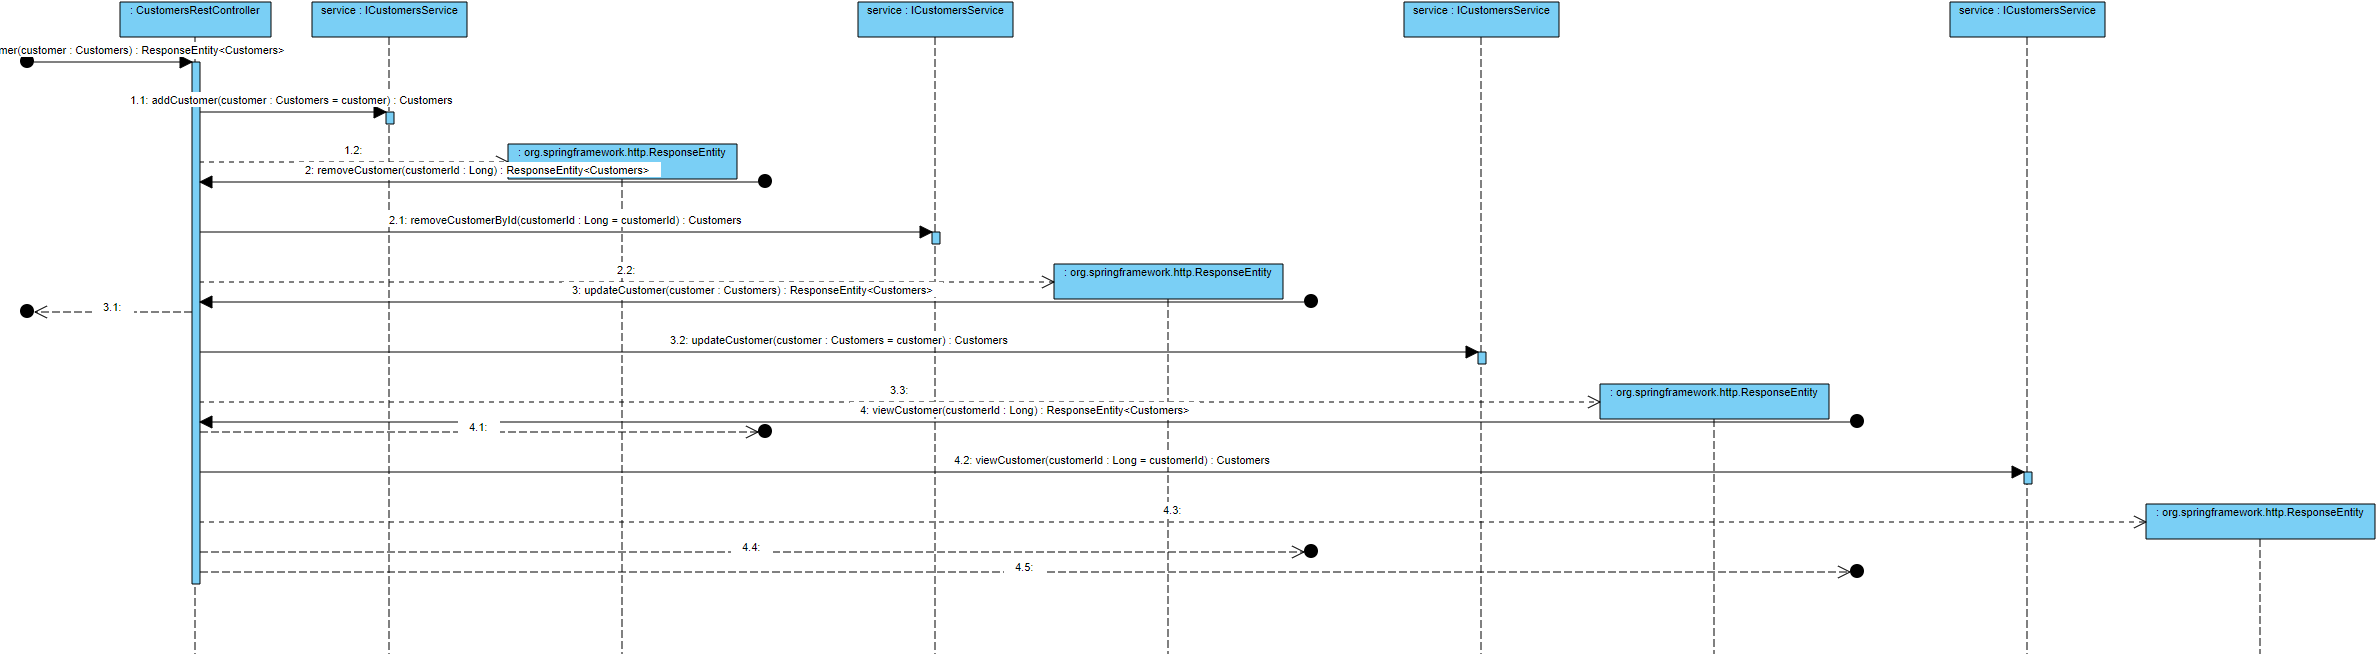 : CustomersRestController
service : ICustomersService
service : ICustomersService
service : ICustomersService
service : ICustomersService
mer(customer : Customers) : ResponseEntity<Customers>
1.1: addCustomer(customer : Customers = customer) : Customers
1.2:
: org.springframework.http.ResponseEntity
2: removeCustomer(customerId : Long) : ResponseEntity<Customers>
2.1: removeCustomerById(customerId : Long = customerId) : Customers
2.2:
: org.springframework.http.ResponseEntity
3: updateCustomer(customer : Customers) : ResponseEntity<Customers>
3.1:
3.2: updateCustomer(customer : Customers = customer) : Customers
3.3:
: org.springframework.http.ResponseEntity
4: viewCustomer(customerId : Long) : ResponseEntity<Customers>
4.1:
4.2: viewCustomer(customerId : Long = customerId) : Customers
4.3:
: org.springframework.http.ResponseEntity
4.4:
4.5: